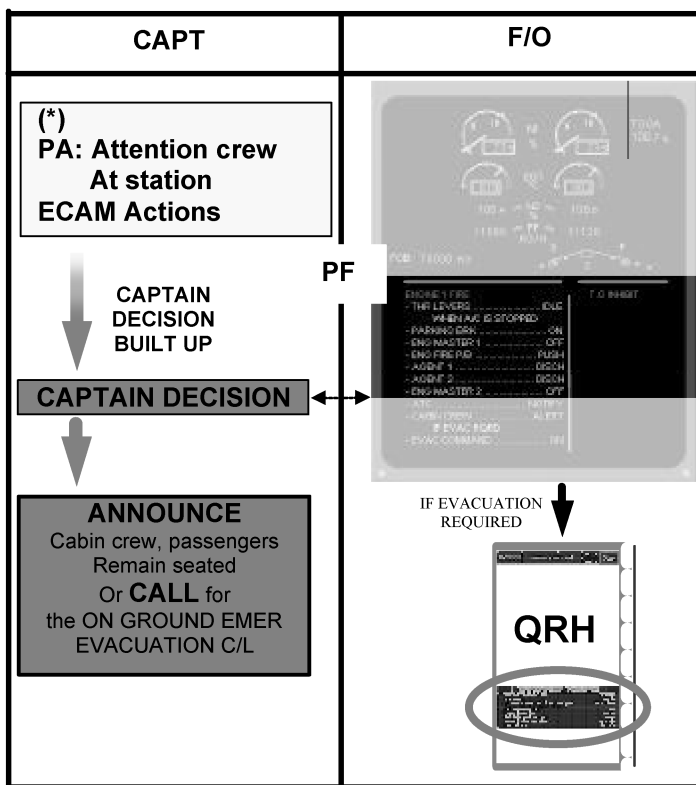 CAPT
F/O
(*)
PA: Attention crew
At station
ECAM Actions
PF
CAPTAIN
DECISION
BUILT UP
CAPTAIN DECISION
ANNOUNCE
Cabin crew, passengers
Remain seated
Or CALL for
the ON GROUND EMER
EVACUATION C/L
ENGINE 1 FIRE
T.O INHIBIT
- THR LEVERS ........... IDLE
WHEN A/C IS STOPPED
- PARKING BRK ........... ON
- ENG MASTER 1 ........... OFF
- ENG FIRE P/B ........... PUSH
- AGENT 1 ........... DISCH
- AGENT 2 ........... DISCH
- ENG MASTER 2 ........... OFF
- ATC ........... NOTIFY
- CABIN CREW ........... ALERT
IF EVAC RQRD
- EVAC COMMAND ........... ON
IF EVACUATION
REQUIRED
QRH